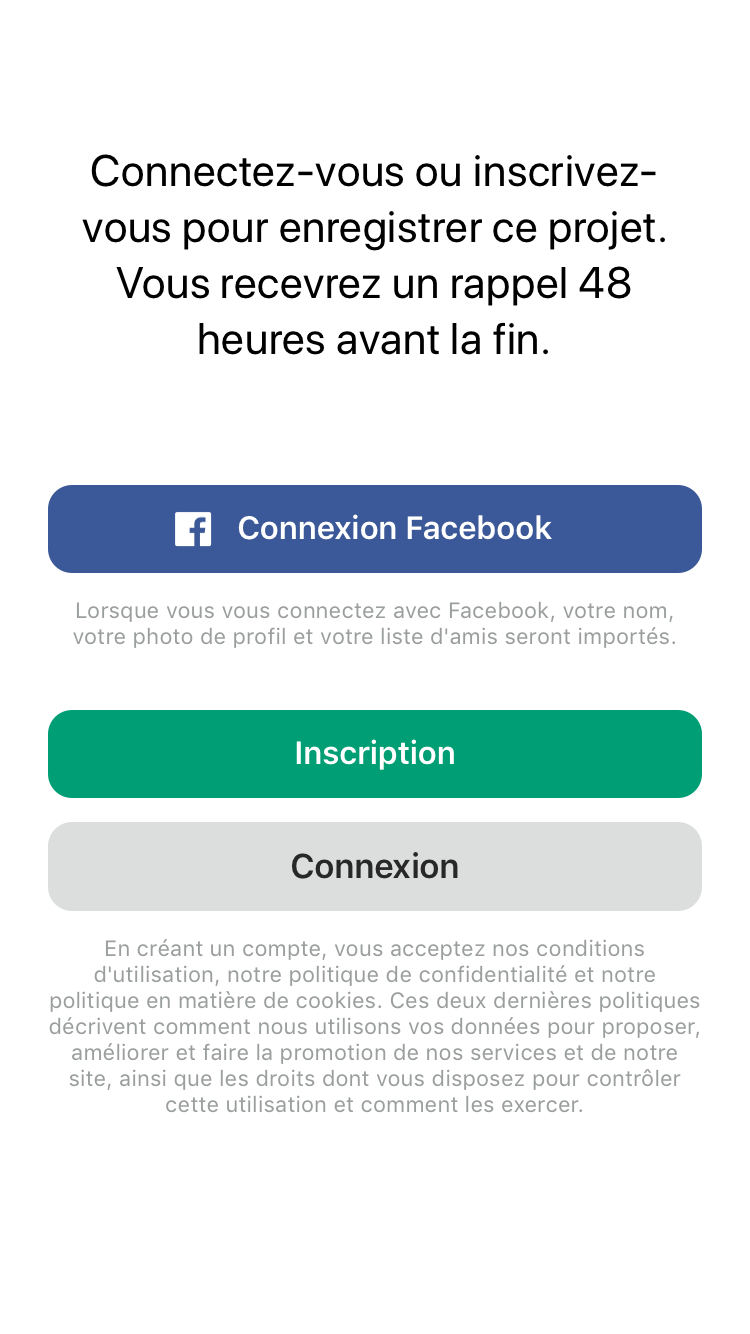 Connectez-vous ou inscrivez-
vous pour enregistrer ce projet.
Vous recevrez un rappel 48
heures avant la fin.
Connexion Facebook
Lorsque vous vous connectez avec Facebook, votre nom,
votre photo de profil et votre liste d'amis seront importés.
Inscription
Connexion
En créant un compte, vous acceptez nos conditions
d'utilisation, notre politique de confidentialité et notre
politique en matière de cookies. Ces deux dernières politiques
décrivent comment nous utilisons vos données pour proposer,
améliorer et faire la promotion de nos services et de notre
site, ainsi que les droits dont vous disposez pour contrôler
cette utilisation et comment les exercer.